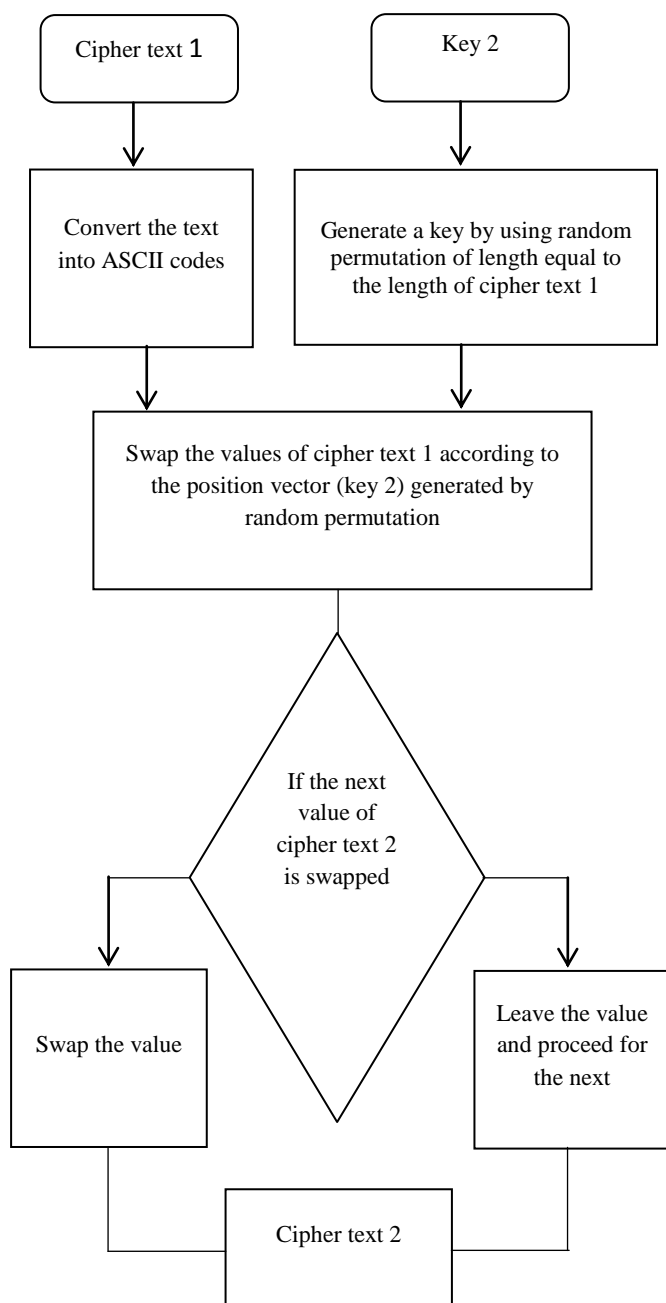 Cipher text 1
Key 2
Convert the text
into ASCII codes
Generate a key by using random
permutation of length equal to
the length of cipher text 1
Swap the values of cipher text 1 according to
the position vector (key 2) generated by
random permutation
If the next
value of
cipher text 2
is swapped
Swap the value
Leave the value
and proceed for
the next
Cipher text 2